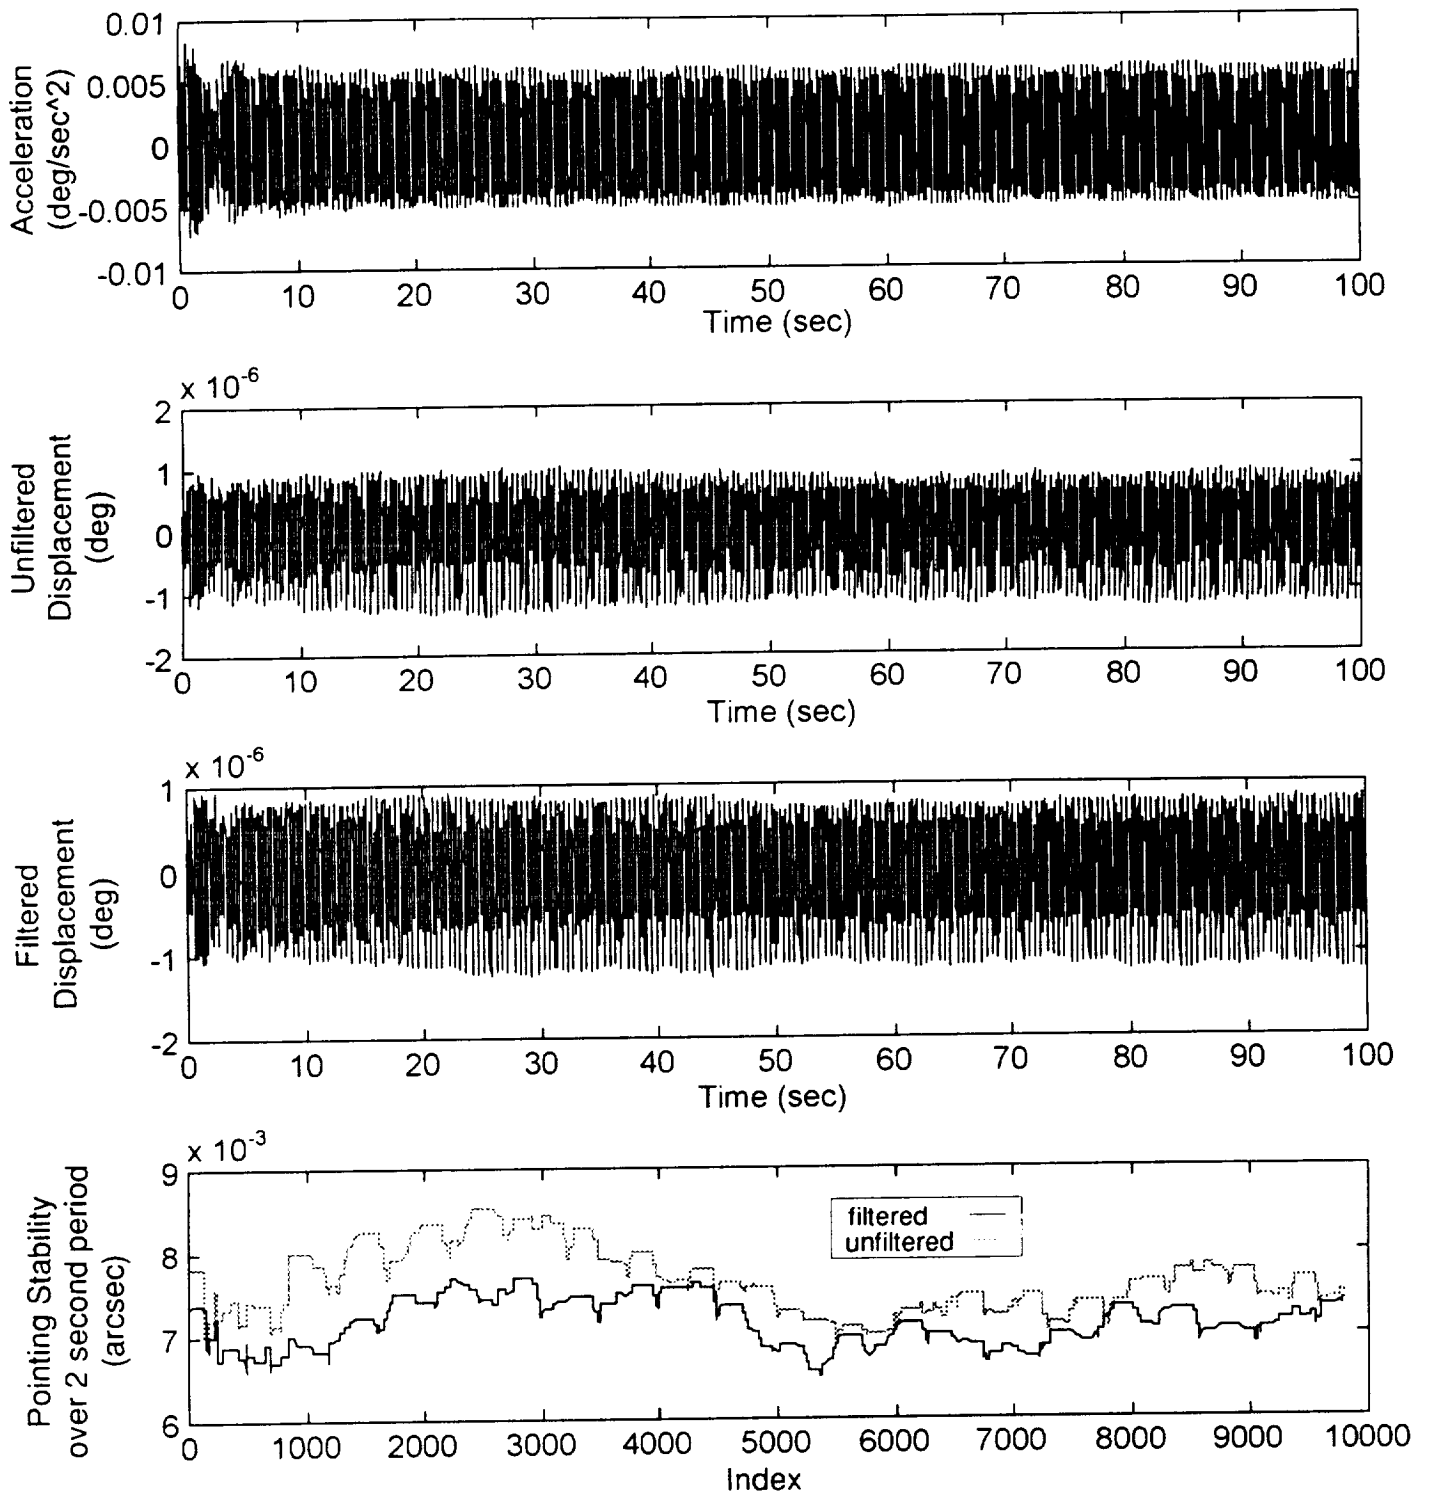 Acceleration
(deg/sec^2)
0.01
0.005
0
-0.005
-0.01
0 10 20 30 40 50 60 70 80 90 100
Time (sec)
x 10^-6
Unfiltered
Displacement
(deg)
2
1
0
-1
-2
0 10 20 30 40 50 60 70 80 90 100
Time (sec)
x 10^-6
Filtered
Displacement
(deg)
1
0
-1
-2
0 10 20 30 40 50 60 70 80 90 100
Time (sec)
x 10^-3
Pointing Stability
over 2 second period
(arcsec)
9
8
7
6
filtered
unfiltered
0 1000 2000 3000 4000 5000 6000 7000 8000 9000 10000
Index